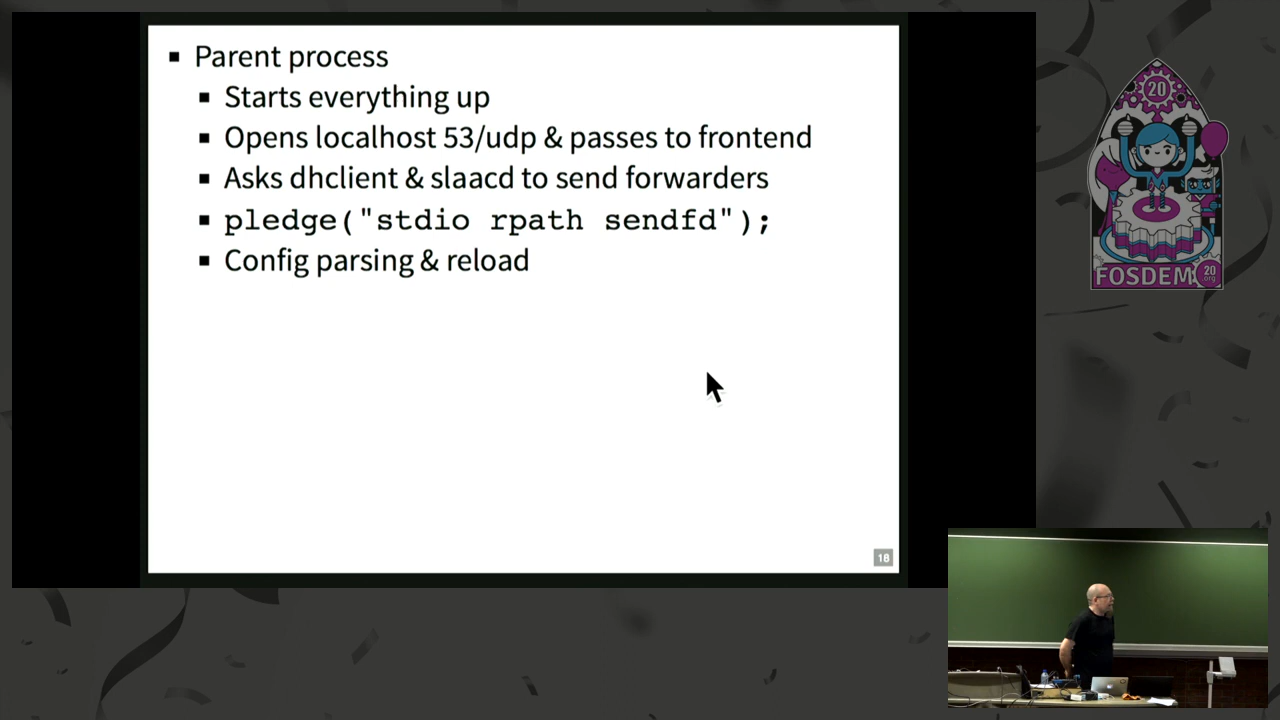 Parent process
Starts everything up
Opens localhost 53/udp & passes to frontend
Asks dhclient & slaacd to send forwarders
pledge("stdio rpath sendfd");
Config parsing & reload
18
20
FOSDEM
20
.org